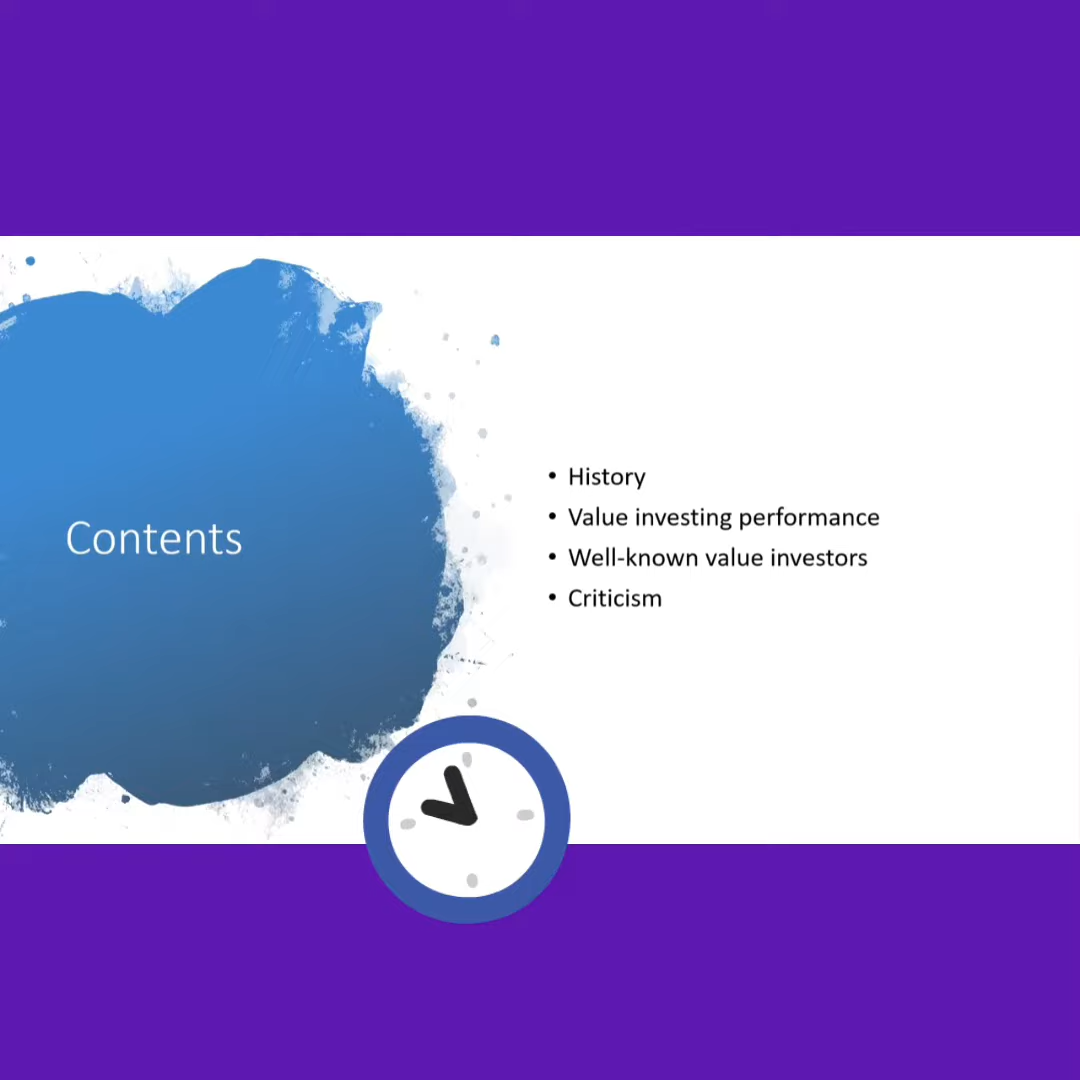 Contents
• History
• Value investing performance
• Well-known value investors
• Criticism